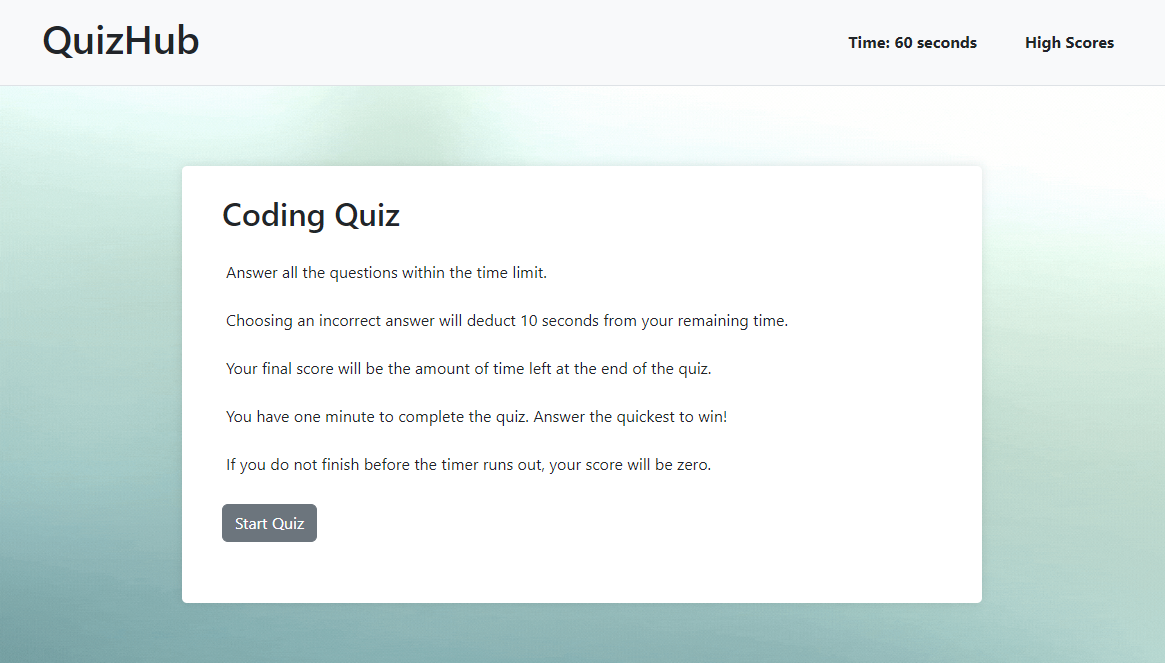 QuizHub
Time: 60 seconds
High Scores
Coding Quiz
Answer all the questions within the time limit.
Choosing an incorrect answer will deduct 10 seconds from your remaining time.
Your final score will be the amount of time left at the end of the quiz.
You have one minute to complete the quiz. Answer the quickest to win!
If you do not finish before the timer runs out, your score will be zero.
Start Quiz